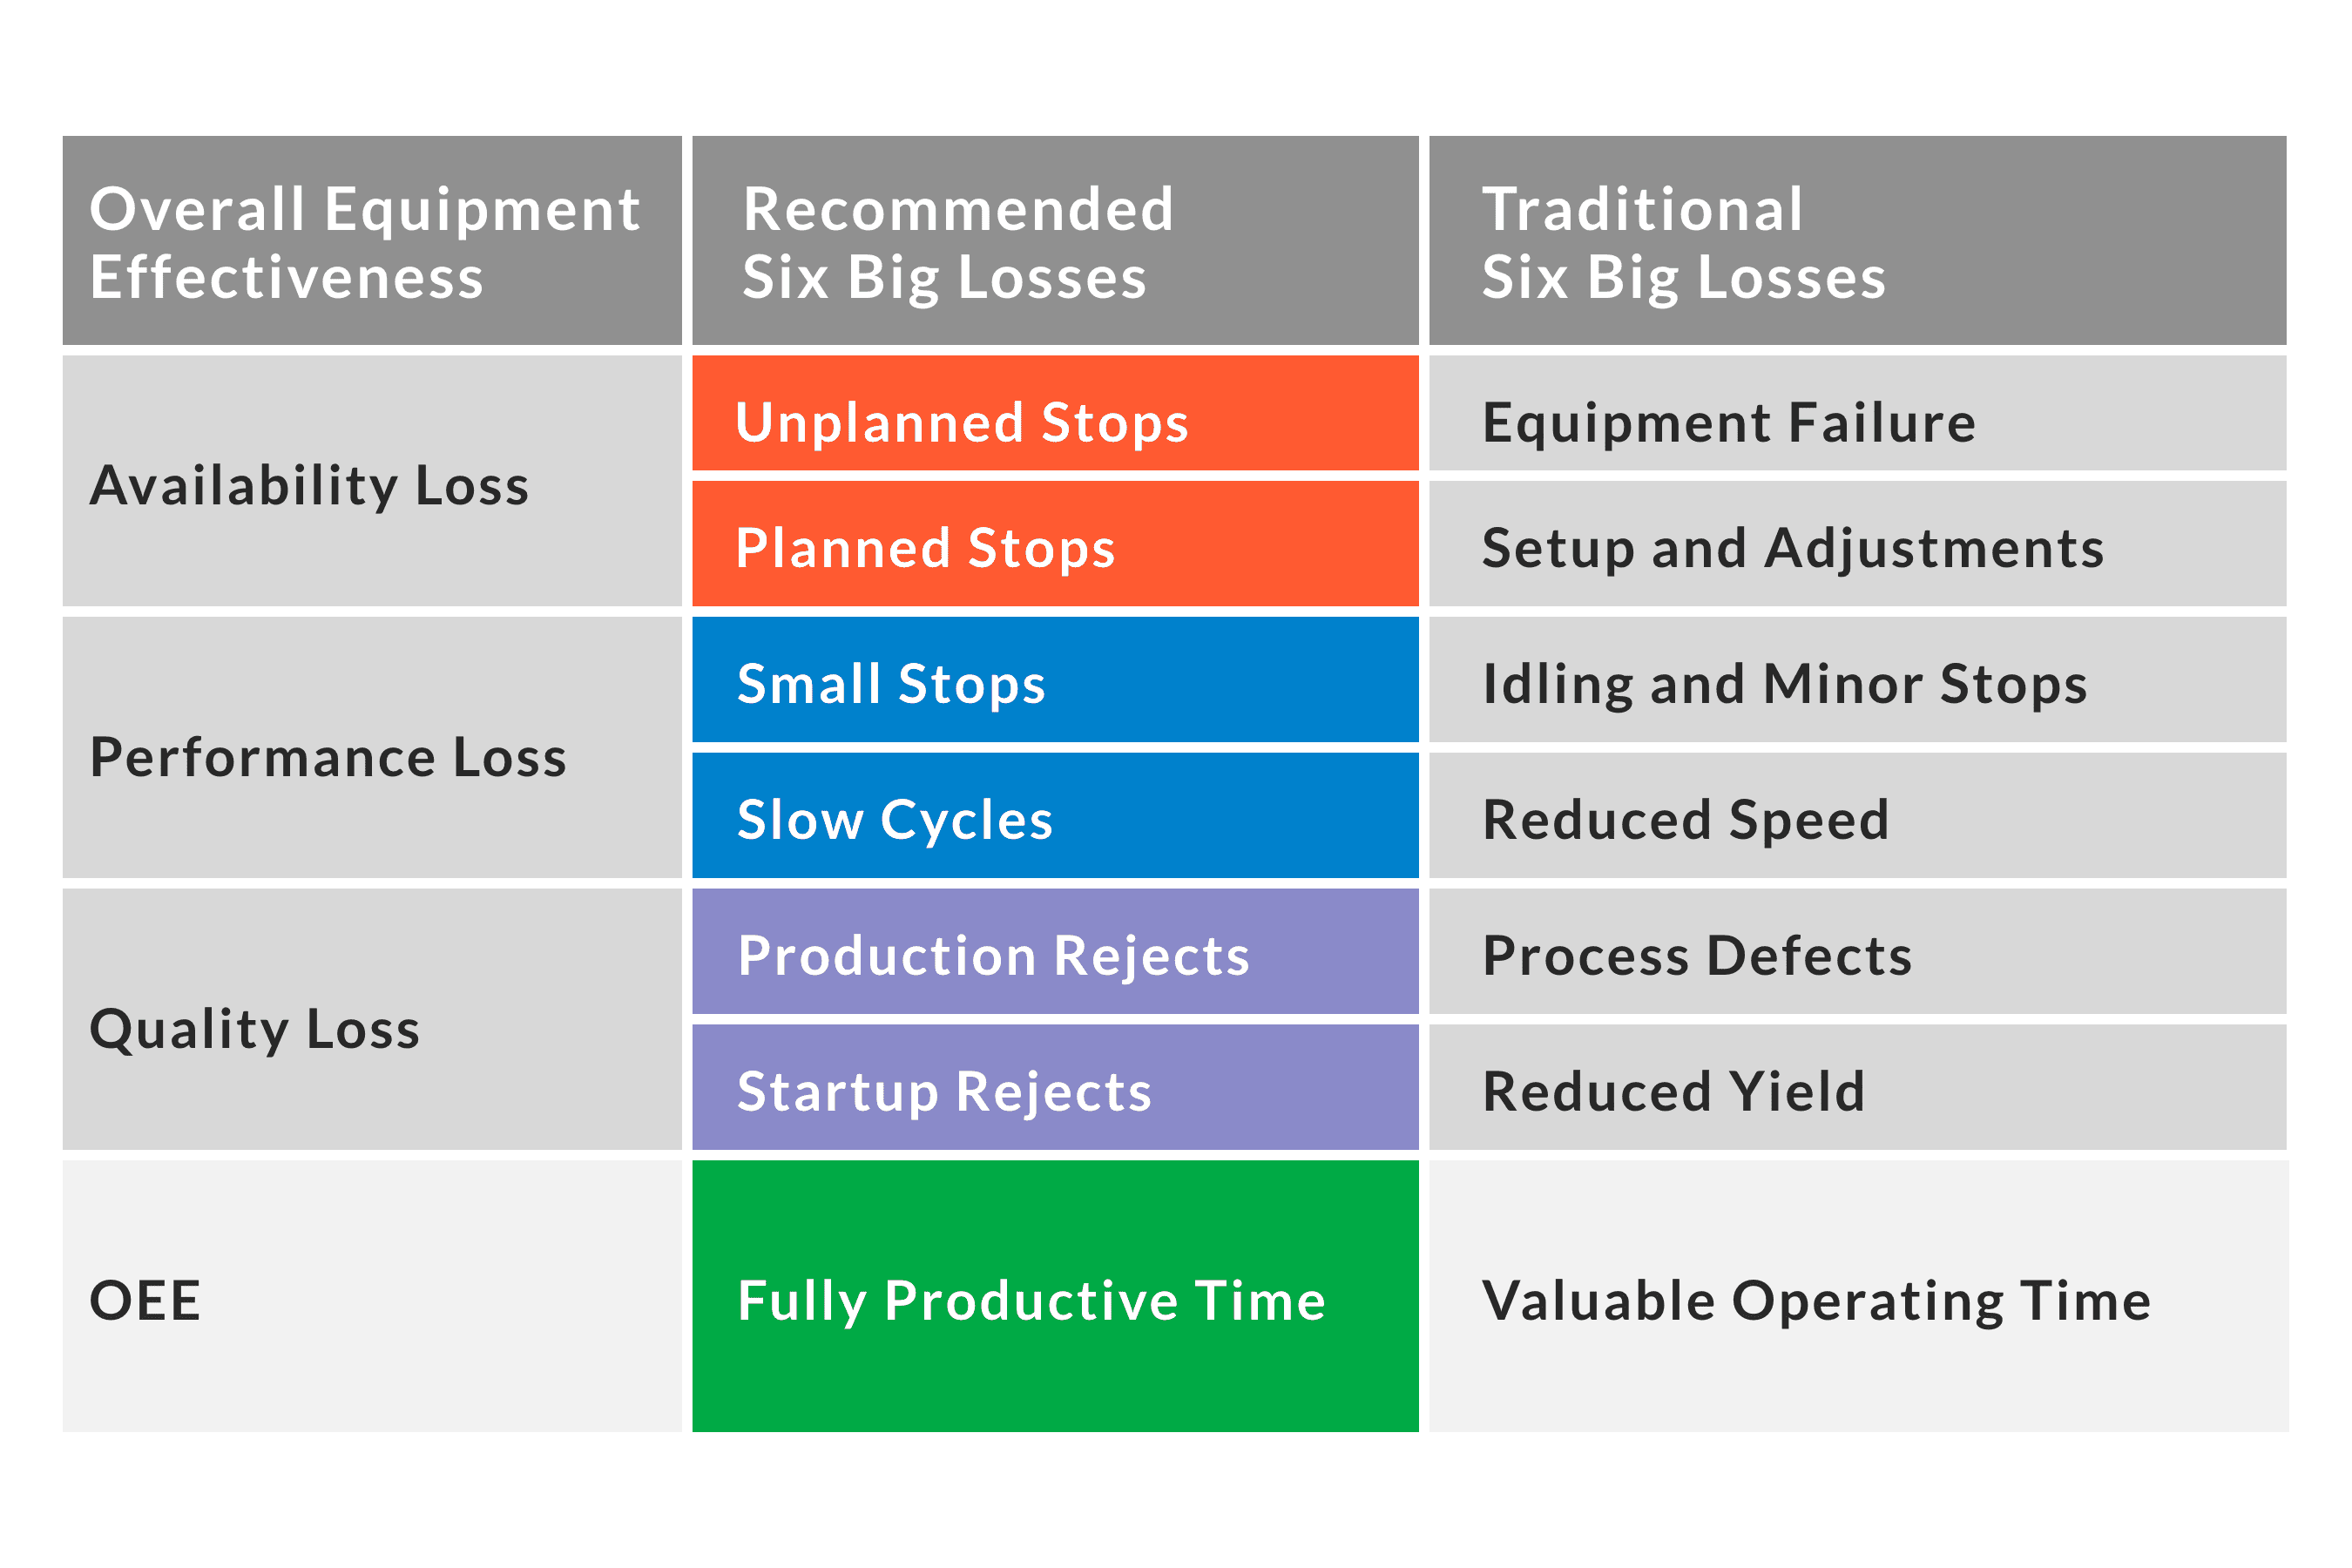 Overall Equipment
Effectiveness
Recommended
Six Big Losses
Traditional
Six Big Losses
Availability Loss
Unplanned Stops
Equipment Failure
Planned Stops
Setup and Adjustments
Performance Loss
Small Stops
Idling and Minor Stops
Slow Cycles
Reduced Speed
Quality Loss
Production Rejects
Process Defects
Startup Rejects
Reduced Yield
OEE
Fully Productive Time
Valuable Operating Time